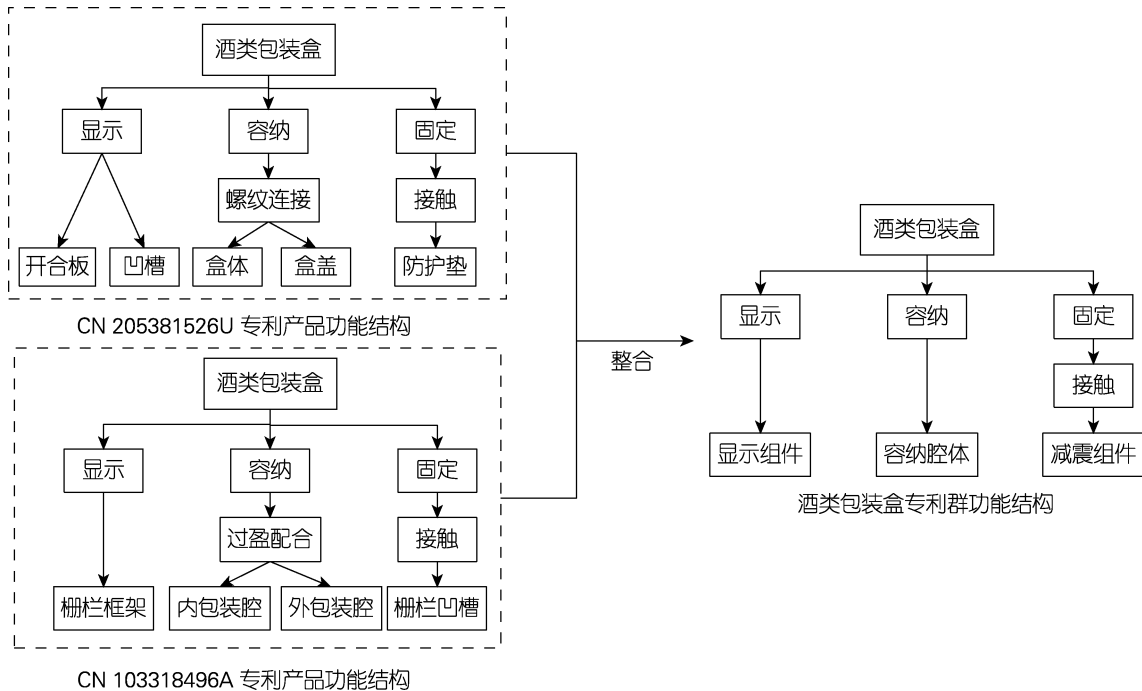 酒类包装盒
显示
容纳
固定
螺纹连接
接触
开合板
凹槽
盒体
盒盖
防护垫
CN 205381526U 专利产品功能结构
酒类包装盒
显示
容纳
固定
过盈配合
接触
栅栏框架
内包装腔
外包装腔
栅栏凹槽
CN 103318496A 专利产品功能结构
整合
酒类包装盒
显示
容纳
固定
接触
显示组件
容纳腔体
减震组件
酒类包装盒专利群功能结构